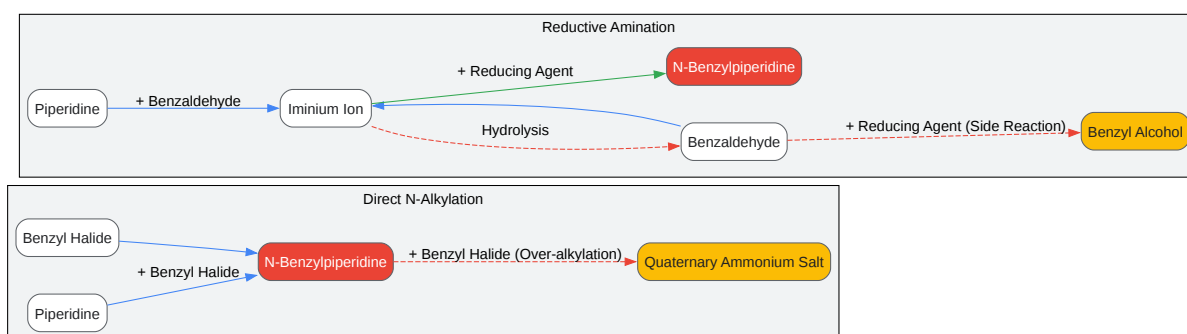 Reductive Amination
Piperidine
+ Benzaldehyde
Iminium Ion
+ Reducing Agent
N-Benzylpiperidine
Hydrolysis
Benzaldehyde
+ Reducing Agent (Side Reaction)
Benzyl Alcohol
Direct N-Alkylation
Benzyl Halide
+ Benzyl Halide
Piperidine
N-Benzylpiperidine
+ Benzyl Halide (Over-alkylation)
Quaternary Ammonium Salt